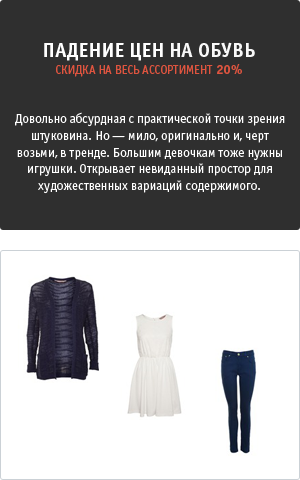 ПАДЕНИЕ ЦЕН НА ОБУВЬ
СКИДКА НА ВЕСЬ АССОРТИМЕНТ 20%
Довольно абсурдная с практической точки зрения
штуковина. Но — мило, оригинально и, черт
возьми, в тренде. Большим девочкам тоже нужны
игрушки. Открывает невиданный простор для
художественных вариаций содержимого.